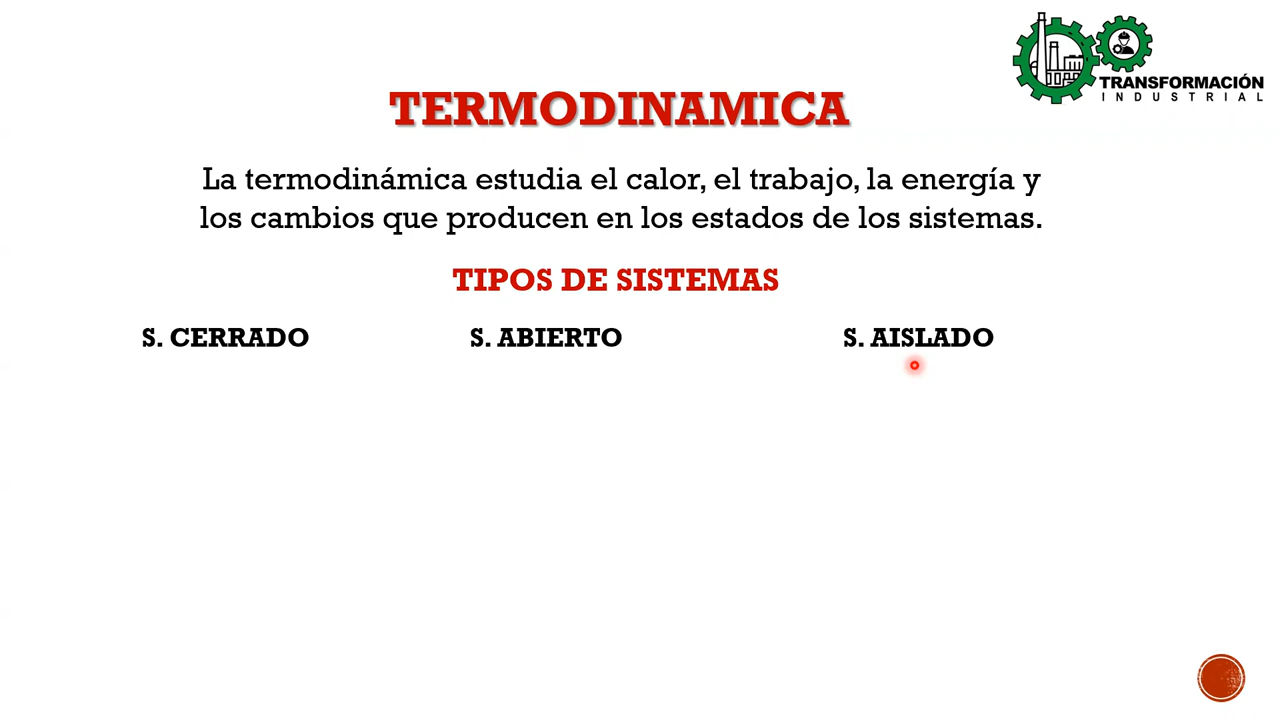 TRANSFORMACIÓN
INDUSTRIAL
TERMODINAMICA
La termodinámica estudia el calor, el trabajo, la energía y
los cambios que producen en los estados de los sistemas.
TIPOS DE SISTEMAS
S. CERRADO S. ABIERTO S. AISLADO